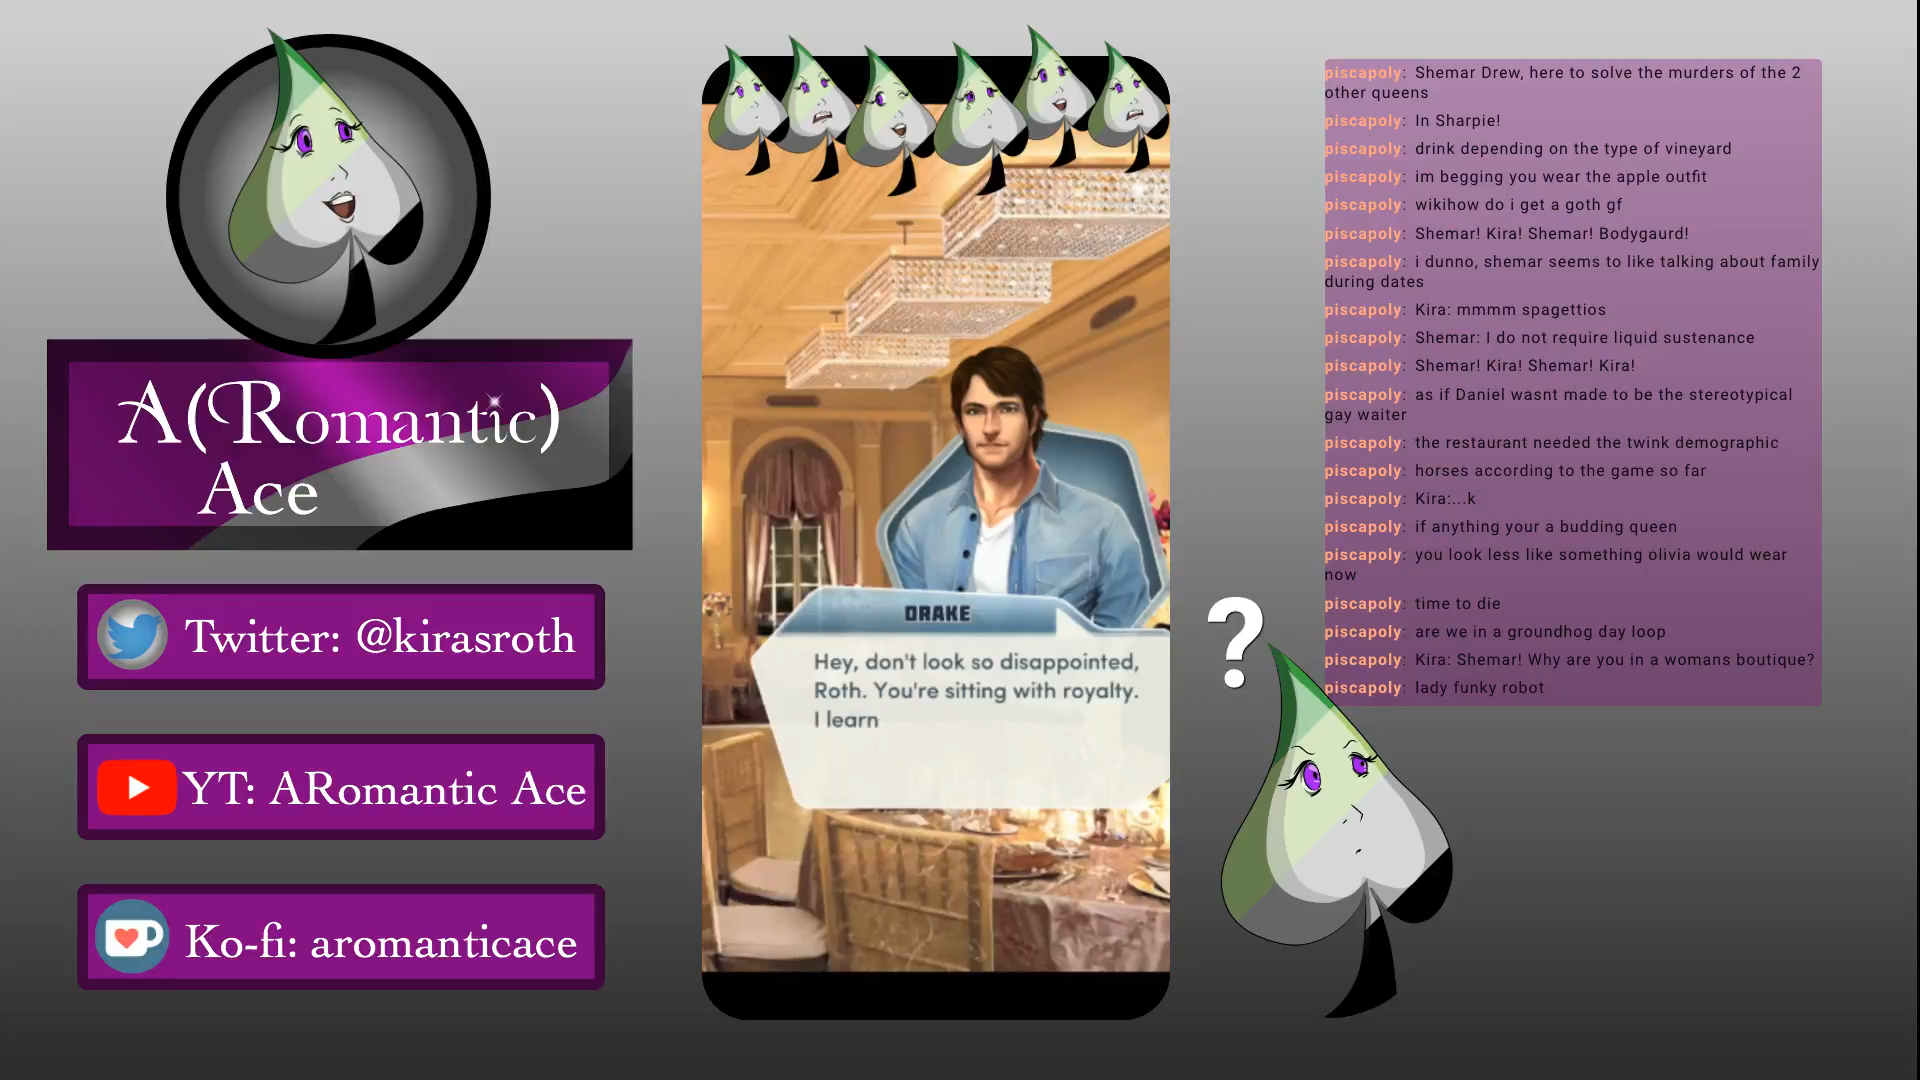 A(Romantic)
Ace
Twitter: @kirasroth
YT: ARomantic Ace
Ko-fi: aromanticace
DRAKE
Hey, don't look so disappointed,
Roth. You're sitting with royalty.
I learn
?
piscapoly: Shemar Drew, here to solve the murders of the 2
other queens
piscapoly: In Sharpie!
piscapoly: drink depending on the type of vineyard
piscapoly: im begging you wear the apple outfit
piscapoly: wikihow do i get a goth gf
piscapoly: Shemar! Kira! Shemar! Bodygaurd!
piscapoly: i dunno, shemar seems to like talking about family
during dates
piscapoly: Kira: mmmm spagettios
piscapoly: Shemar: I do not require liquid sustenance
piscapoly: Shemar! Kira! Shemar! Kira!
piscapoly: as if Daniel wasnt made to be the stereotypical
gay waiter
piscapoly: the restaurant needed the twink demographic
piscapoly: horses according to the game so far
piscapoly: Kira:...k
piscapoly: if anything your a budding queen
piscapoly: you look less like something olivia would wear
now
piscapoly: time to die
piscapoly: are we in a groundhog day loop
piscapoly: Kira: Shemar! Why are you in a womans boutique?
piscapoly: lady funky robot